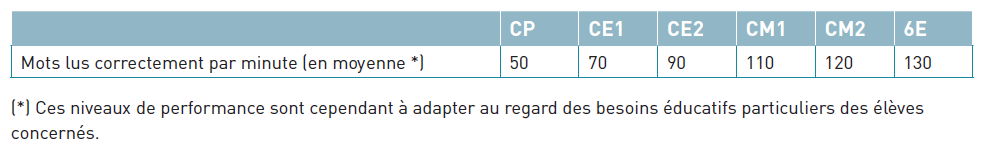 CP CE1 CE2 CM1 CM2 6E
Mots lus correctement par minute (en moyenne *) 50 70 90 110 120 130
(*) Ces niveaux de performance sont cependant à adapter au regard des besoins éducatifs particuliers des élèves
concernés.